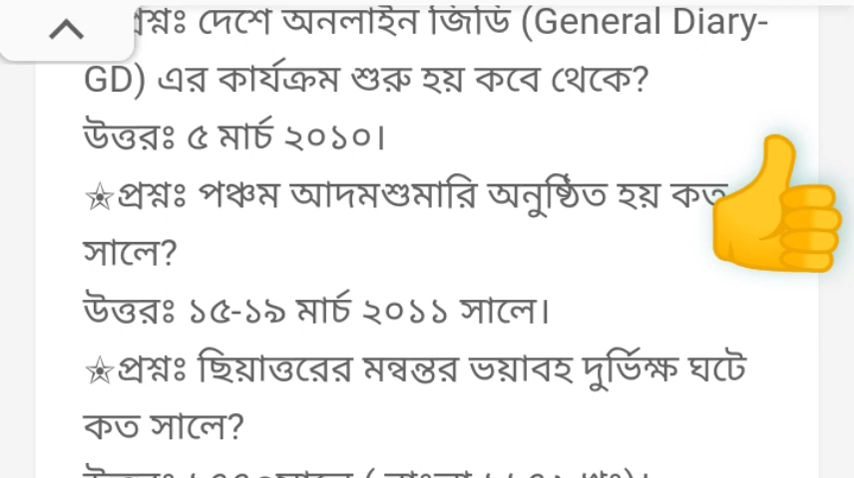 প্রশ্নঃ দেশে অনলাইন জিডি (General Diary-
GD) এর কার্যক্রম শুরু হয় কবে থেকে?
উত্তরঃ ৫ মার্চ ২০১০।
★প্রশ্নঃ পঞ্চম আদমশুমারি অনুষ্ঠিত হয় কত
সালে?
উত্তরঃ ১৫-১৯ মার্চ ২০১১ সালে।
★প্রশ্নঃ ছিয়াত্তরের মন্বন্তর ভয়াবহ দুর্ভিক্ষ ঘটে
কত সালে?